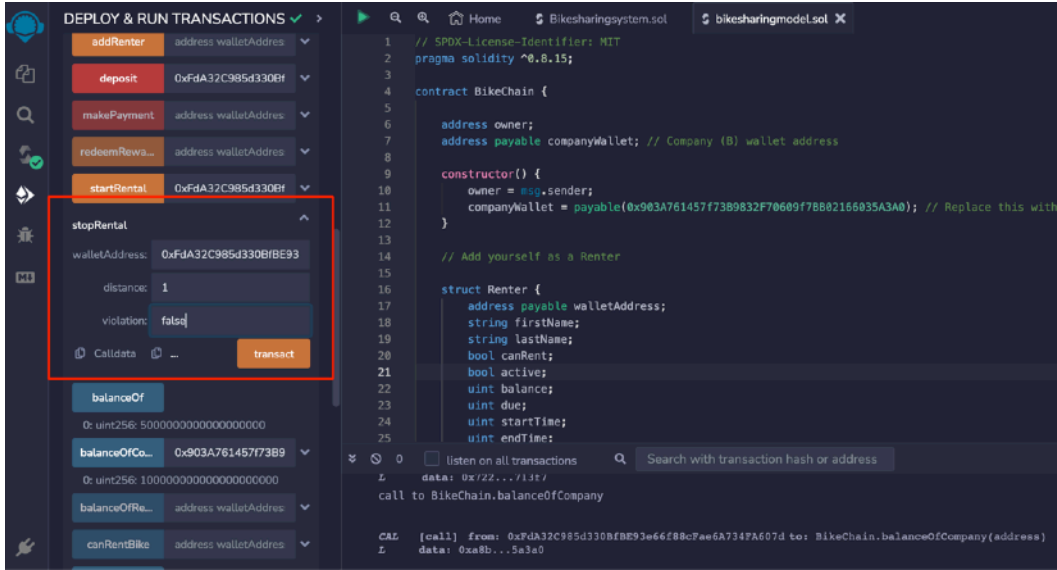 DEPLOY & RUN TRANSACTIONS
addRenter address walletAddres
deposit 0xFdA32C985d330Bf
makePayment address walletAddres
redeemRewa... address walletAddres
startRental 0xFdA32C985d330Bf
stopRental
walletAddress: 0xFdA32C985d330BfBE93
distance: 1
violation: false
Calldata ... transact
balanceOf
balanceOfCo... 0x903A761457f73B9
balanceOfRe... address walletAddres
canRentBike address walletAddres
Home Bikesharingsystem.sol bikesharingmodel.sol
1 // SPDX-License-Identifier: MIT
2 pragma solidity ^0.8.15;
3
4 contract BikeChain {
5
6 address owner;
7 address payable companyWallet; // Company (B) wallet address
8
9 constructor() {
10 owner = msg.sender;
11 companyWallet = payable(0x903A761457f73B9832F70609f7BB02166035A3A0); // Replace this with
12 }
13
14 // Add yourself as a Renter
15
16 struct Renter {
17 address payable walletAddress;
18 string firstName;
19 string lastName;
20 bool canRent;
21 bool active;
22 uint balance;
23 uint due;
24 uint startTime;
25 uint endTime;
0 listen on all transactions Search with transaction hash or address
L data: 0x722...713f7
call to BikeChain.balanceOfCompany
CAL [call] from: 0xFdA32C985d330BfBE93e66f88cFae6A734FA607d to: BikeChain.balanceOfCompany(address)
L data: 0xa8b...5a3a0